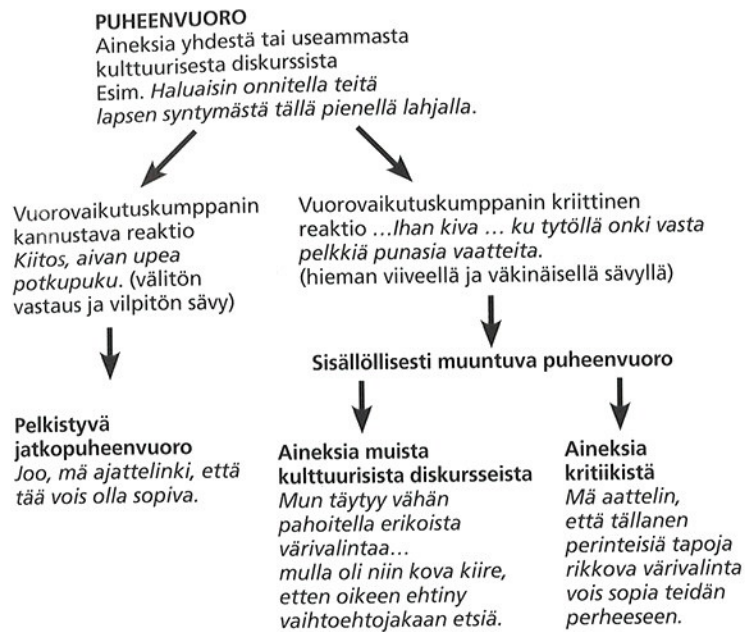 PUHEENVUORO
Aineksia yhdestä tai useammasta
kulttuurisesta diskurssista
Esim. Haluaisin onnitella teitä
lapsen syntymästä tällä pienellä lahjalla.
Vuorovaikutuskumppanin
kannustava reaktio
Kiitos, aivan upea
potkupuku. (välitön
vastaus ja vilpitön sävy)
Vuorovaikutuskumppanin kriittinen
reaktio ...Ihan kiva ... ku tytöllä onki vasta
pelkkiä punasia vaatteita.
(hieman viiveellä ja väkinäisellä sävyllä)
Sisällöllisesti muuntuva puheenvuoro
Pelkistyvä
jatkopuheenvuoro
Joo, mä ajattelinki, että
tää vois olla sopiva.
Aineksia muista
kulttuurisista diskursseista
Mun täytyy vähän
pahoitella erikoista
värivalintaa...
mulla oli niin kova kiire,
etten oikeen ehtiny
vaihtoehtojakaan etsiä.
Aineksia
kritiikistä
Mä aattelin,
että tällanen
perinteisiä tapoja
rikkova värivalinta
vois sopia teidän
perheeseen.